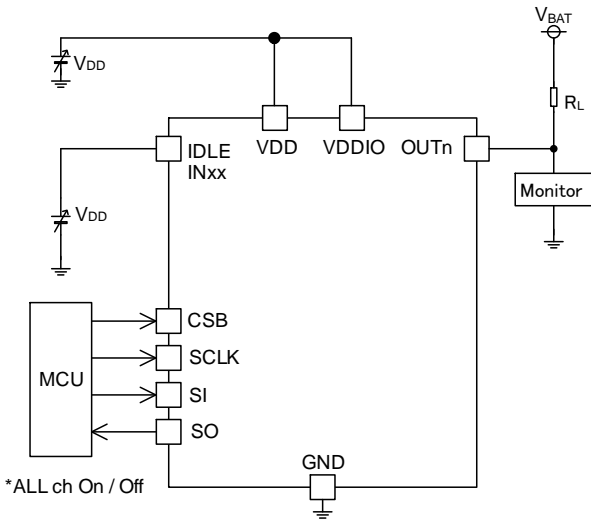 VBAT
VDD
RL
VDD VDDIO OUTn
IDLE
INxx
Monitor
VDD
CSB
SCLK
MCU
SI
SO
GND
*ALL ch On / Off